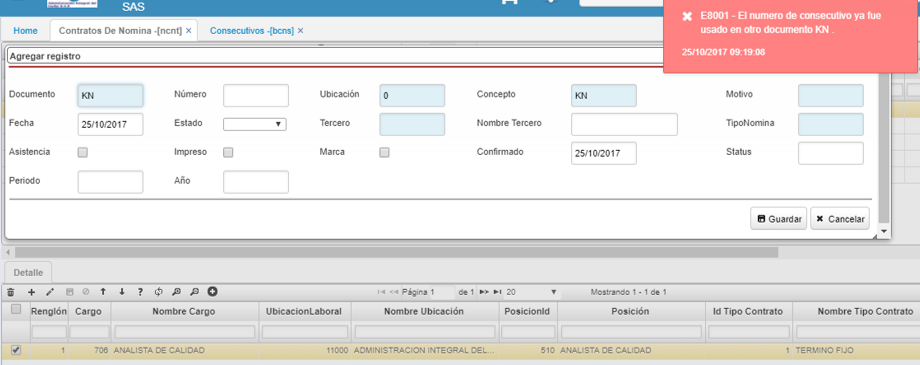 SAS
E8001 - El numero de consecutivo ya fue
usado en otro documento KN .
25/10/2017 09:19:08
Home Contratos De Nomina -[ncnt] × Consecutivos -[bcns] ×
Agregar registro
Documento KN Número Ubicación 0 Concepto KN Motivo
Fecha 25/10/2017 Estado Tercero Nombre Tercero TipoNomina
Asistencia Impreso Marca Confirmado 25/10/2017 Status
Periodo Año
Guardar Cancelar
Detalle
Página 1 de 1 20 Mostrando 1 - 1 de 1
Renglón Cargo Nombre Cargo UbicacionLaboral Nombre Ubicación PosicionId Posición Id Tipo Contrato Nombre Tipo Contrato
1 706 ANALISTA DE CALIDAD 11000 ADMINISTRACION INTEGRAL DEL... 510 ANALISTA DE CALIDAD 1 TERMINO FIJO